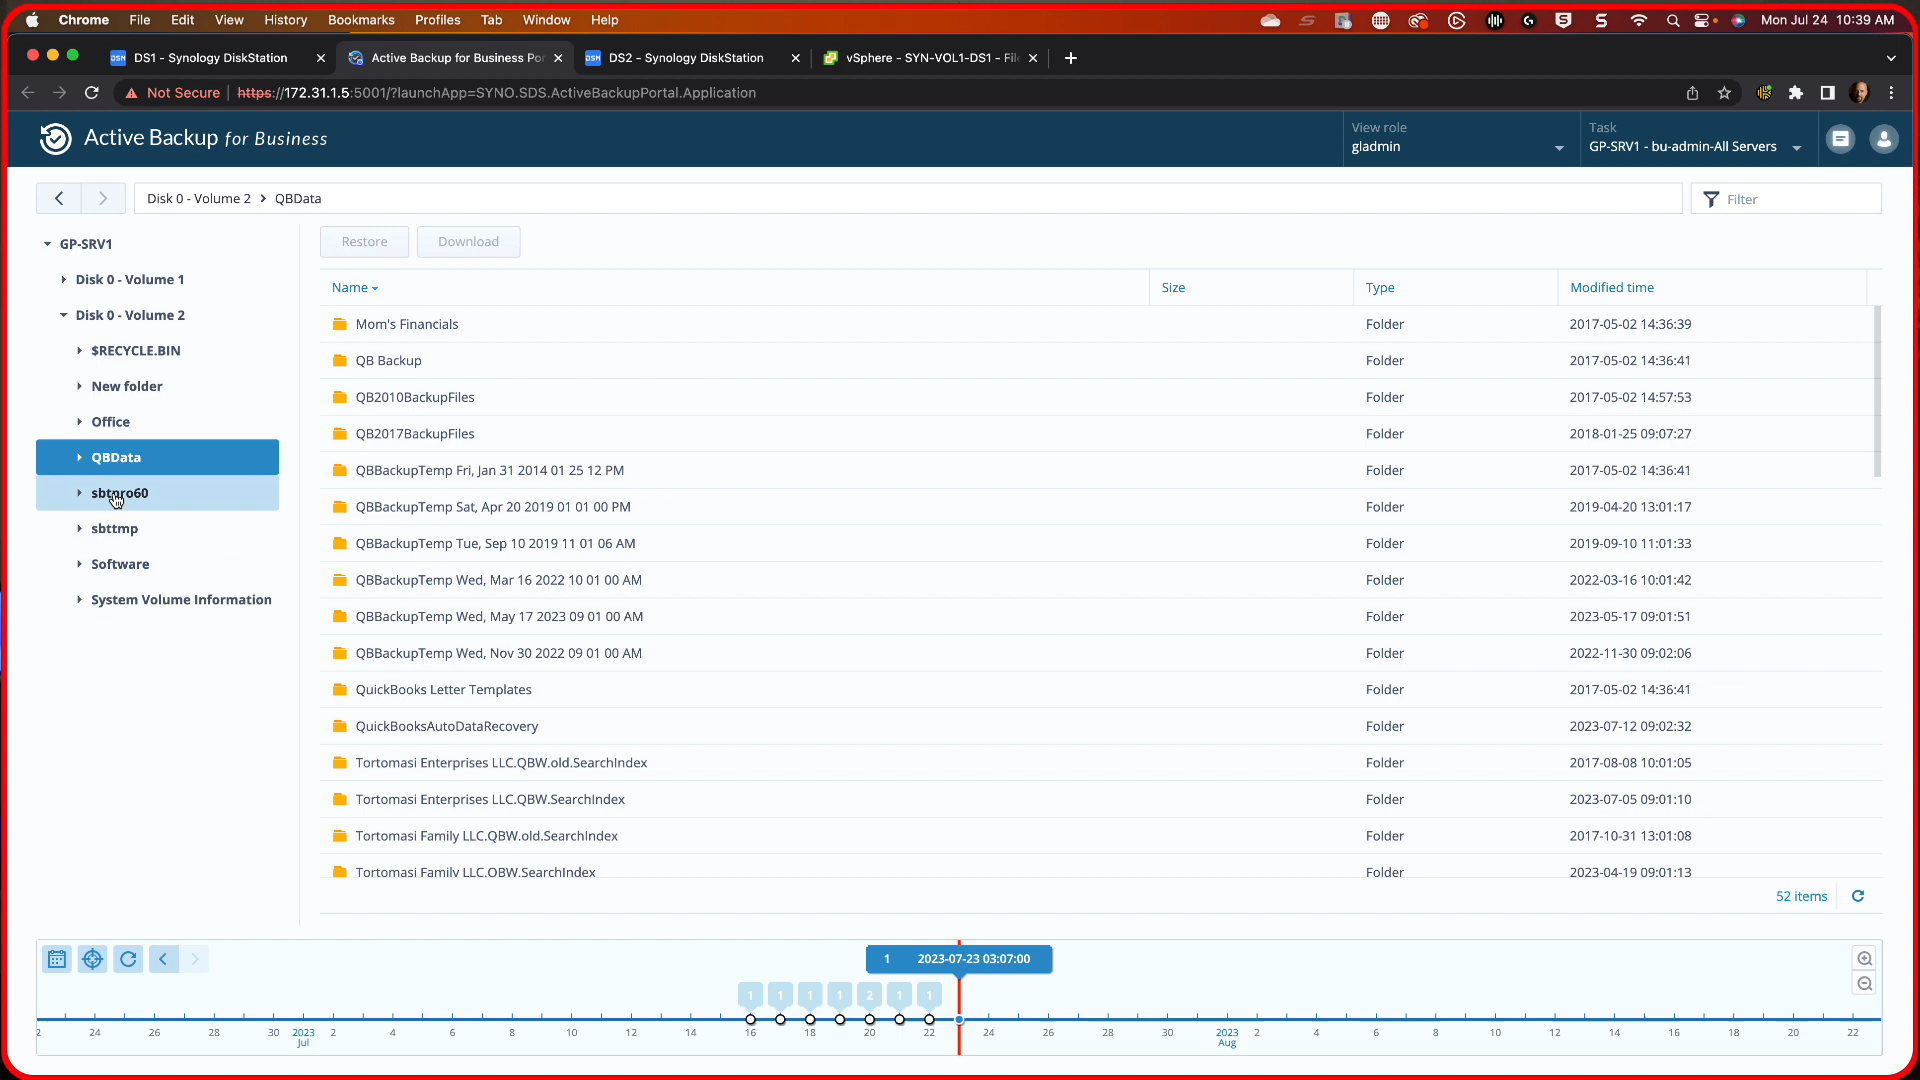 Chrome File Edit View History Bookmarks Profiles Tab Window Help Mon Jul 24 10:39 AM
DS1 - Synology DiskStation Active Backup for Business Po DS2 - Synology DiskStation vSphere - SYN-VOL1-DS1 - Fil
Not Secure https://172.31.1.5:5001/?launchApp=SYNO.SDS.ActiveBackupPortal.Application
Active Backup for Business
View role
gladmin
Task
GP-SRV1 - bu-admin-All Servers
Disk 0 - Volume 2 > QBData
Filter
GP-SRV1
Disk 0 - Volume 1
Disk 0 - Volume 2
$RECYCLE.BIN
New folder
Office
QBData
sbtpro60
sbttmp
Software
System Volume Information
Restore Download
Name Size Type Modified time
Mom's Financials Folder 2017-05-02 14:36:39
QB Backup Folder 2017-05-02 14:36:41
QB2010BackupFiles Folder 2017-05-02 14:57:53
QB2017BackupFiles Folder 2018-01-25 09:07:27
QBBackupTemp Fri, Jan 31 2014 01 25 12 PM Folder 2017-05-02 14:36:41
QBBackupTemp Sat, Apr 20 2019 01 01 00 PM Folder 2019-04-20 13:01:17
QBBackupTemp Tue, Sep 10 2019 11 01 06 AM Folder 2019-09-10 11:01:33
QBBackupTemp Wed, Mar 16 2022 10 01 00 AM Folder 2022-03-16 10:01:42
QBBackupTemp Wed, May 17 2023 09 01 00 AM Folder 2023-05-17 09:01:51
QBBackupTemp Wed, Nov 30 2022 09 01 00 AM Folder 2022-11-30 09:02:06
QuickBooks Letter Templates Folder 2017-05-02 14:36:41
QuickBooksAutoDataRecovery Folder 2023-07-12 09:02:32
Tortomasi Enterprises LLC.QBW.old.SearchIndex Folder 2017-08-08 10:01:05
Tortomasi Enterprises LLC.QBW.SearchIndex Folder 2023-07-05 09:01:10
Tortomasi Family LLC.QBW.old.SearchIndex Folder 2017-10-31 13:01:08
Tortomasi Family LLC.QBW.SearchIndex Folder 2023-04-19 09:01:13
52 items
1 2023-07-23 03:07:00
1 1 1 1 2 1 1
2 24 26 28 30 2023 2 4 6 8 10 12 14 16 18 20 22 24 26 28 30 2023 2 4 6 8 10 12 14 16 18 20 22
Jul Aug